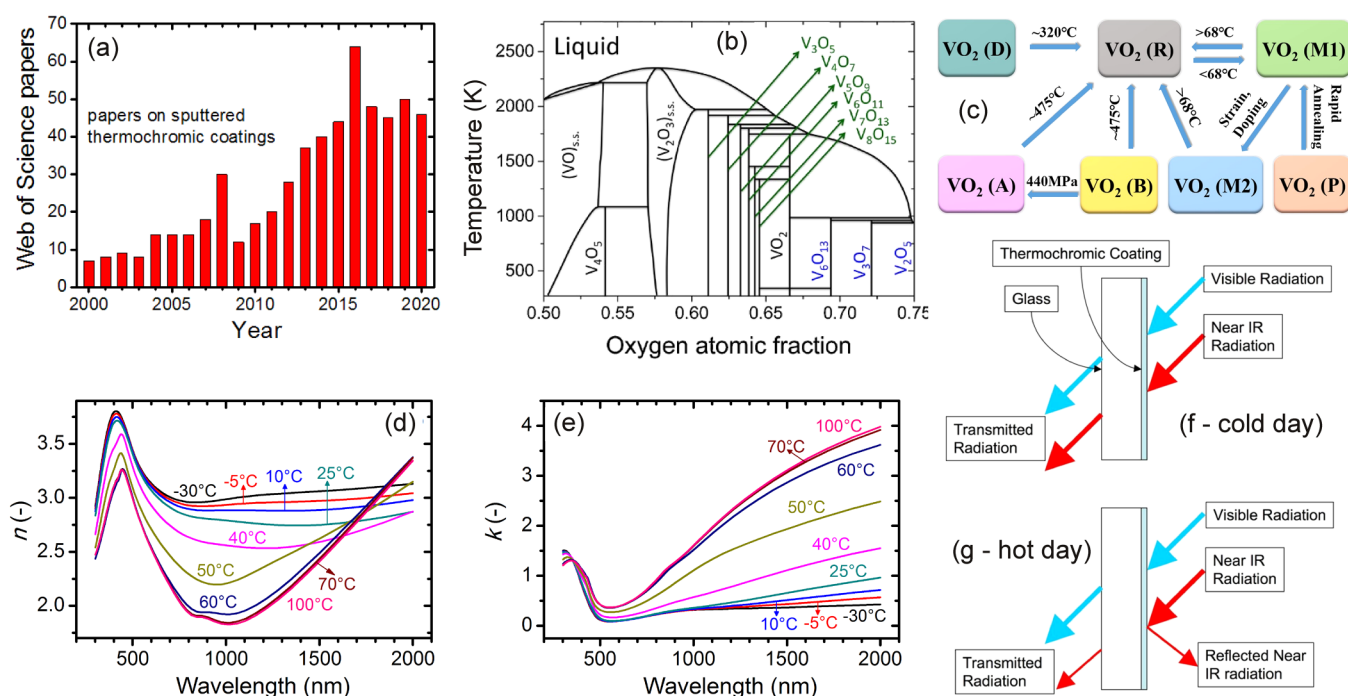 (a)
papers on sputtered
thermochromic coatings
Web of Science papers
70
60
50
40
30
20
10
0
2000
2005
2010
2015
2020
Year
(b)
Liquid
Temperature (K)
2500
2000
1500
1000
500
V₃O₅
V₄O₇
V₅O₉
V₆O₁₁
V₇O₁₃
V₈O₁₅
(VO)s.s.
(V₂O₃)s.s.
V₄O₅
VO₂
V₆O₁₃
V₃O₇
V₂O₅
0.50
0.55
0.60
0.65
0.70
0.75
Oxygen atomic fraction
(c)
VO₂ (D)
~320℃
VO₂ (R)
>68℃
<68℃
VO₂ (M1)
~475℃
~475℃
>68℃
Strain,
Doping
Rapid
Annealing
VO₂ (A)
440MPa
VO₂ (B)
VO₂ (M2)
VO₂ (P)
(d)
n (-)
3.5
3.0
2.5
2.0
-30°C
-5°C
10°C
25°C
40°C
50°C
60°C
70°C
100°C
500
1000
1500
2000
Wavelength (nm)
(e)
k (-)
5
4
3
2
1
0
100°C
70°C
60°C
50°C
40°C
25°C
10°C
-5°C
-30°C
500
1000
1500
2000
Wavelength (nm)
Thermochromic Coating
Glass
Visible Radiation
Near IR
Radiation
Transmitted
Radiation
(f - cold day)
(g - hot day)
Visible Radiation
Near IR
Radiation
Transmitted
Radiation
Reflected Near
IR radiation